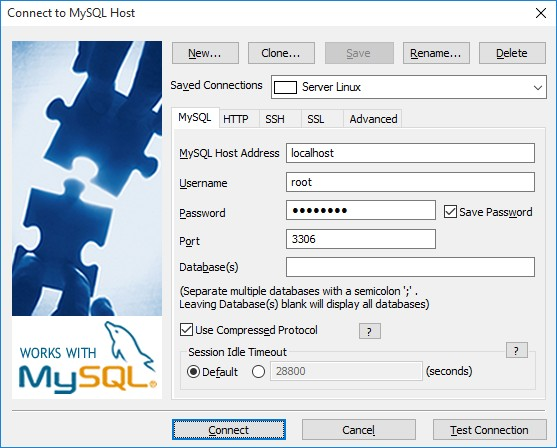 Connect to MySQL Host
New... Clone... Save Rename... Delete
Saved Connections Server Linux
MySQL HTTP SSH SSL Advanced
MySQL Host Address localhost
Username root
Password ●●●●●●●● Save Password
Port 3306
Database(s)
(Separate multiple databases with a semicolon ';' .
Leaving Database(s) blank will display all databases)
Use Compressed Protocol ?
Session Idle Timeout ?
Default 28800 (seconds)
WORKS WITH
MySQL®
Connect Cancel Test Connection